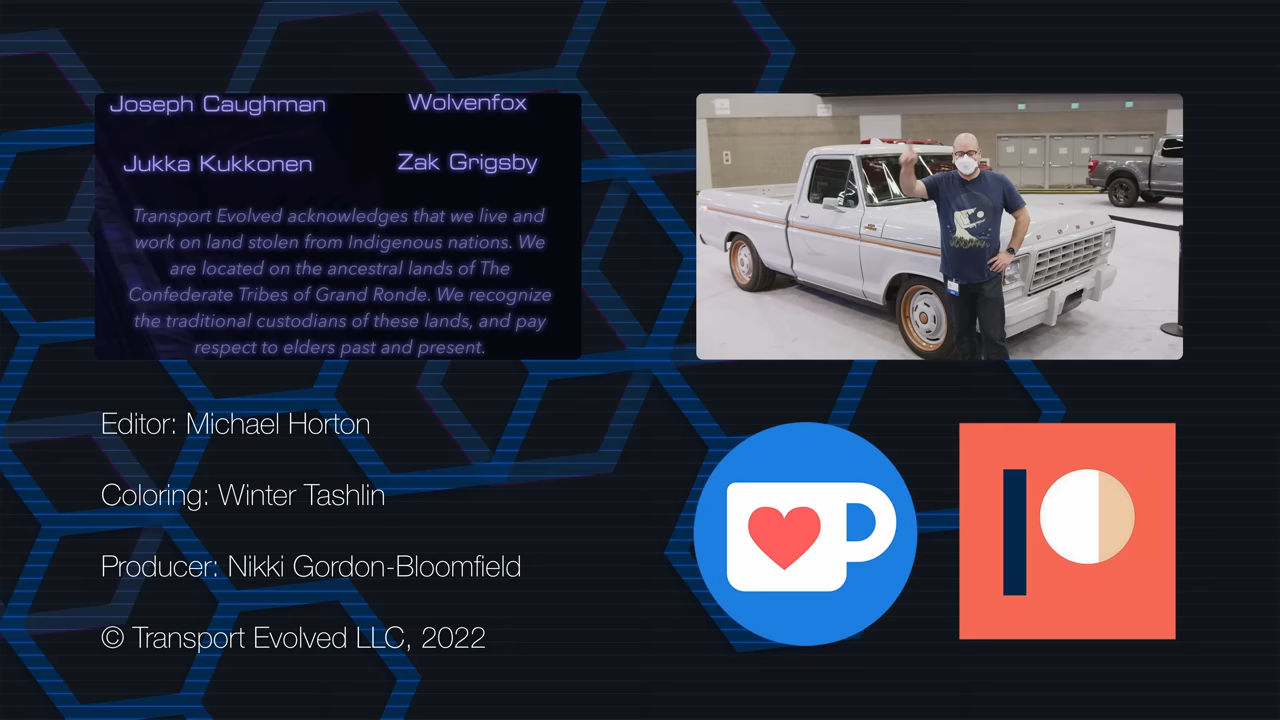 Joseph Caughman
Wolvenfox
Jukka Kukkonen
Zak Grigsby
Transport Evolved acknowledges that we live and
work on land stolen from Indigenous nations. We
are located on the ancestral lands of The
Confederate Tribes of Grand Ronde. We recognize
the traditional custodians of these lands, and pay
respect to elders past and present.
Editor: Michael Horton
Coloring: Winter Tashlin
Producer: Nikki Gordon-Bloomfield
© Transport Evolved LLC, 2022